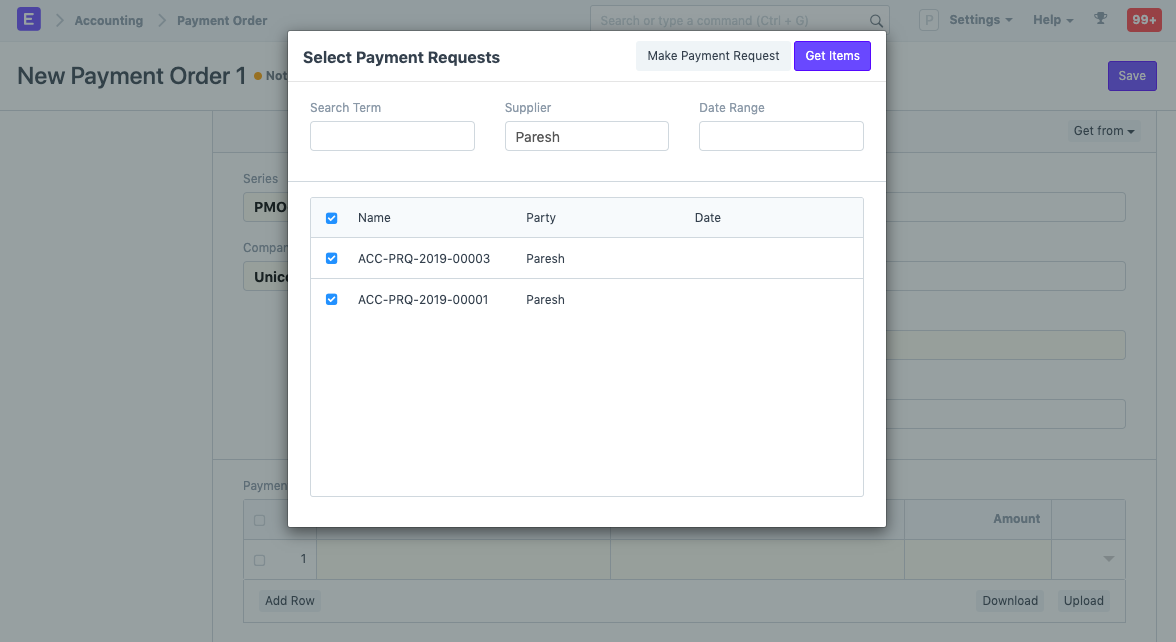 E Accounting Payment Order Search or type a command (Ctrl + G) P Settings Help 99+
New Payment Order 1 Not Save
Select Payment Requests Make Payment Request Get Items
Search Term Supplier Date Range
Paresh
Get from
Series
PMO
Compan
Unico
Name Party Date
ACC-PRQ-2019-00003 Paresh
ACC-PRQ-2019-00001 Paresh
Paymen
Amount
1
Add Row Download Upload